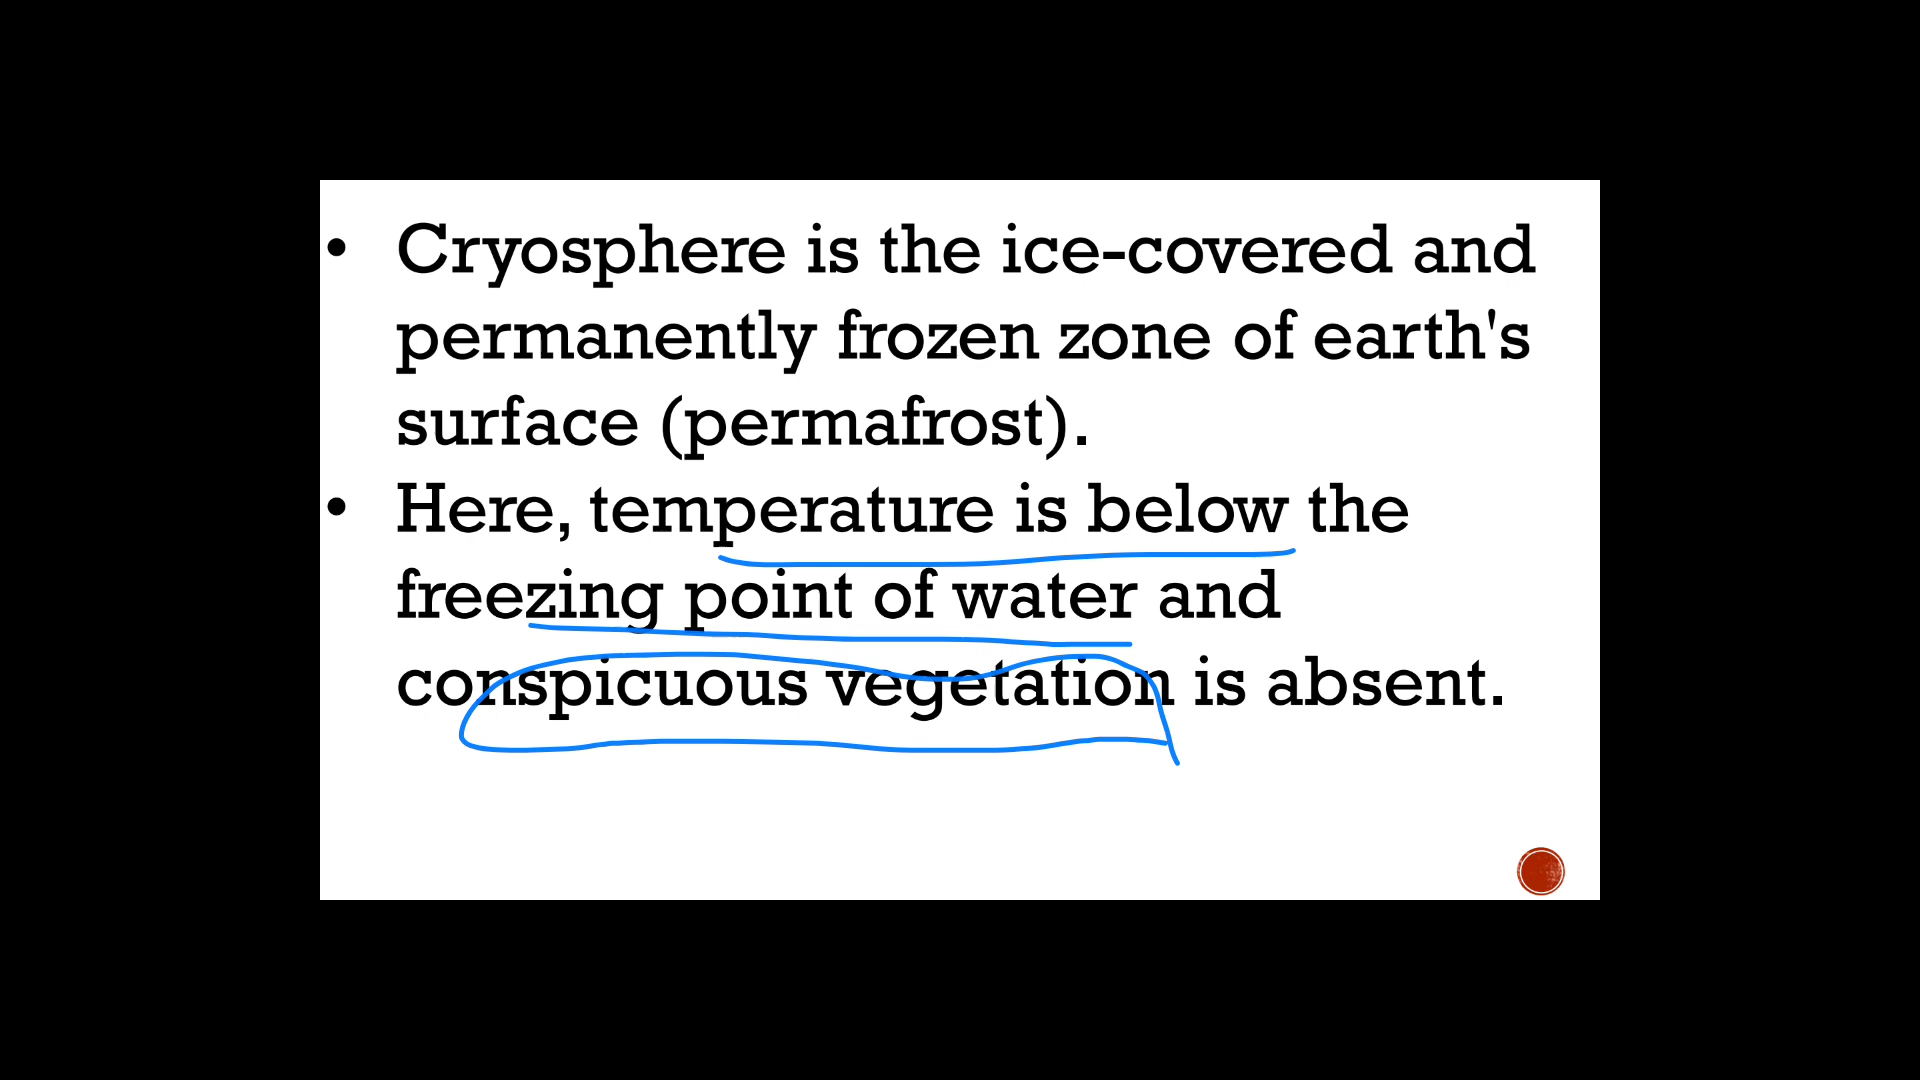 • Cryosphere is the ice-covered and
permanently frozen zone of earth's
surface (permafrost).
• Here, temperature is below the
freezing point of water and
conspicuous vegetation is absent.